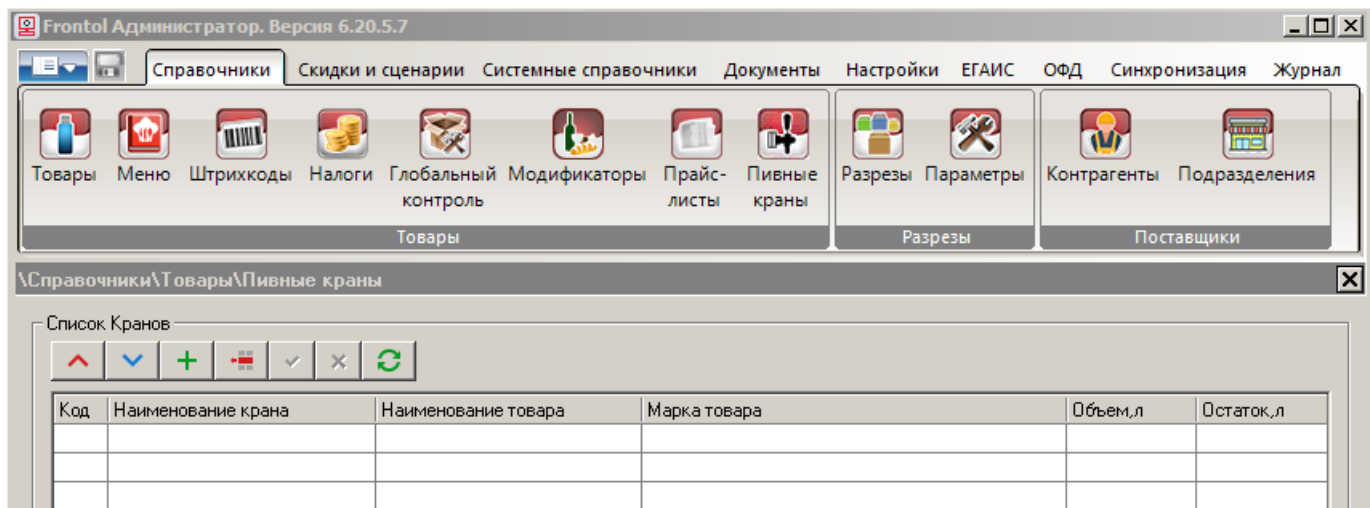 Frontol Администратор. Версия 6.20.5.7
Справочники Скидки и сценарии Системные справочники Документы Настройки ЕГАИС ОФД Синхронизация Журнал
Товары Меню Штрихкоды Налоги Глобальный контроль Модификаторы Прайс-листы Пивные краны Разрезы Параметры Контрагенты Подразделения
Товары Разрезы Поставщики
\Справочники\Товары\Пивные краны
Список Кранов
Код Наименование крана Наименование товара Марка товара Объем,л Остаток,л